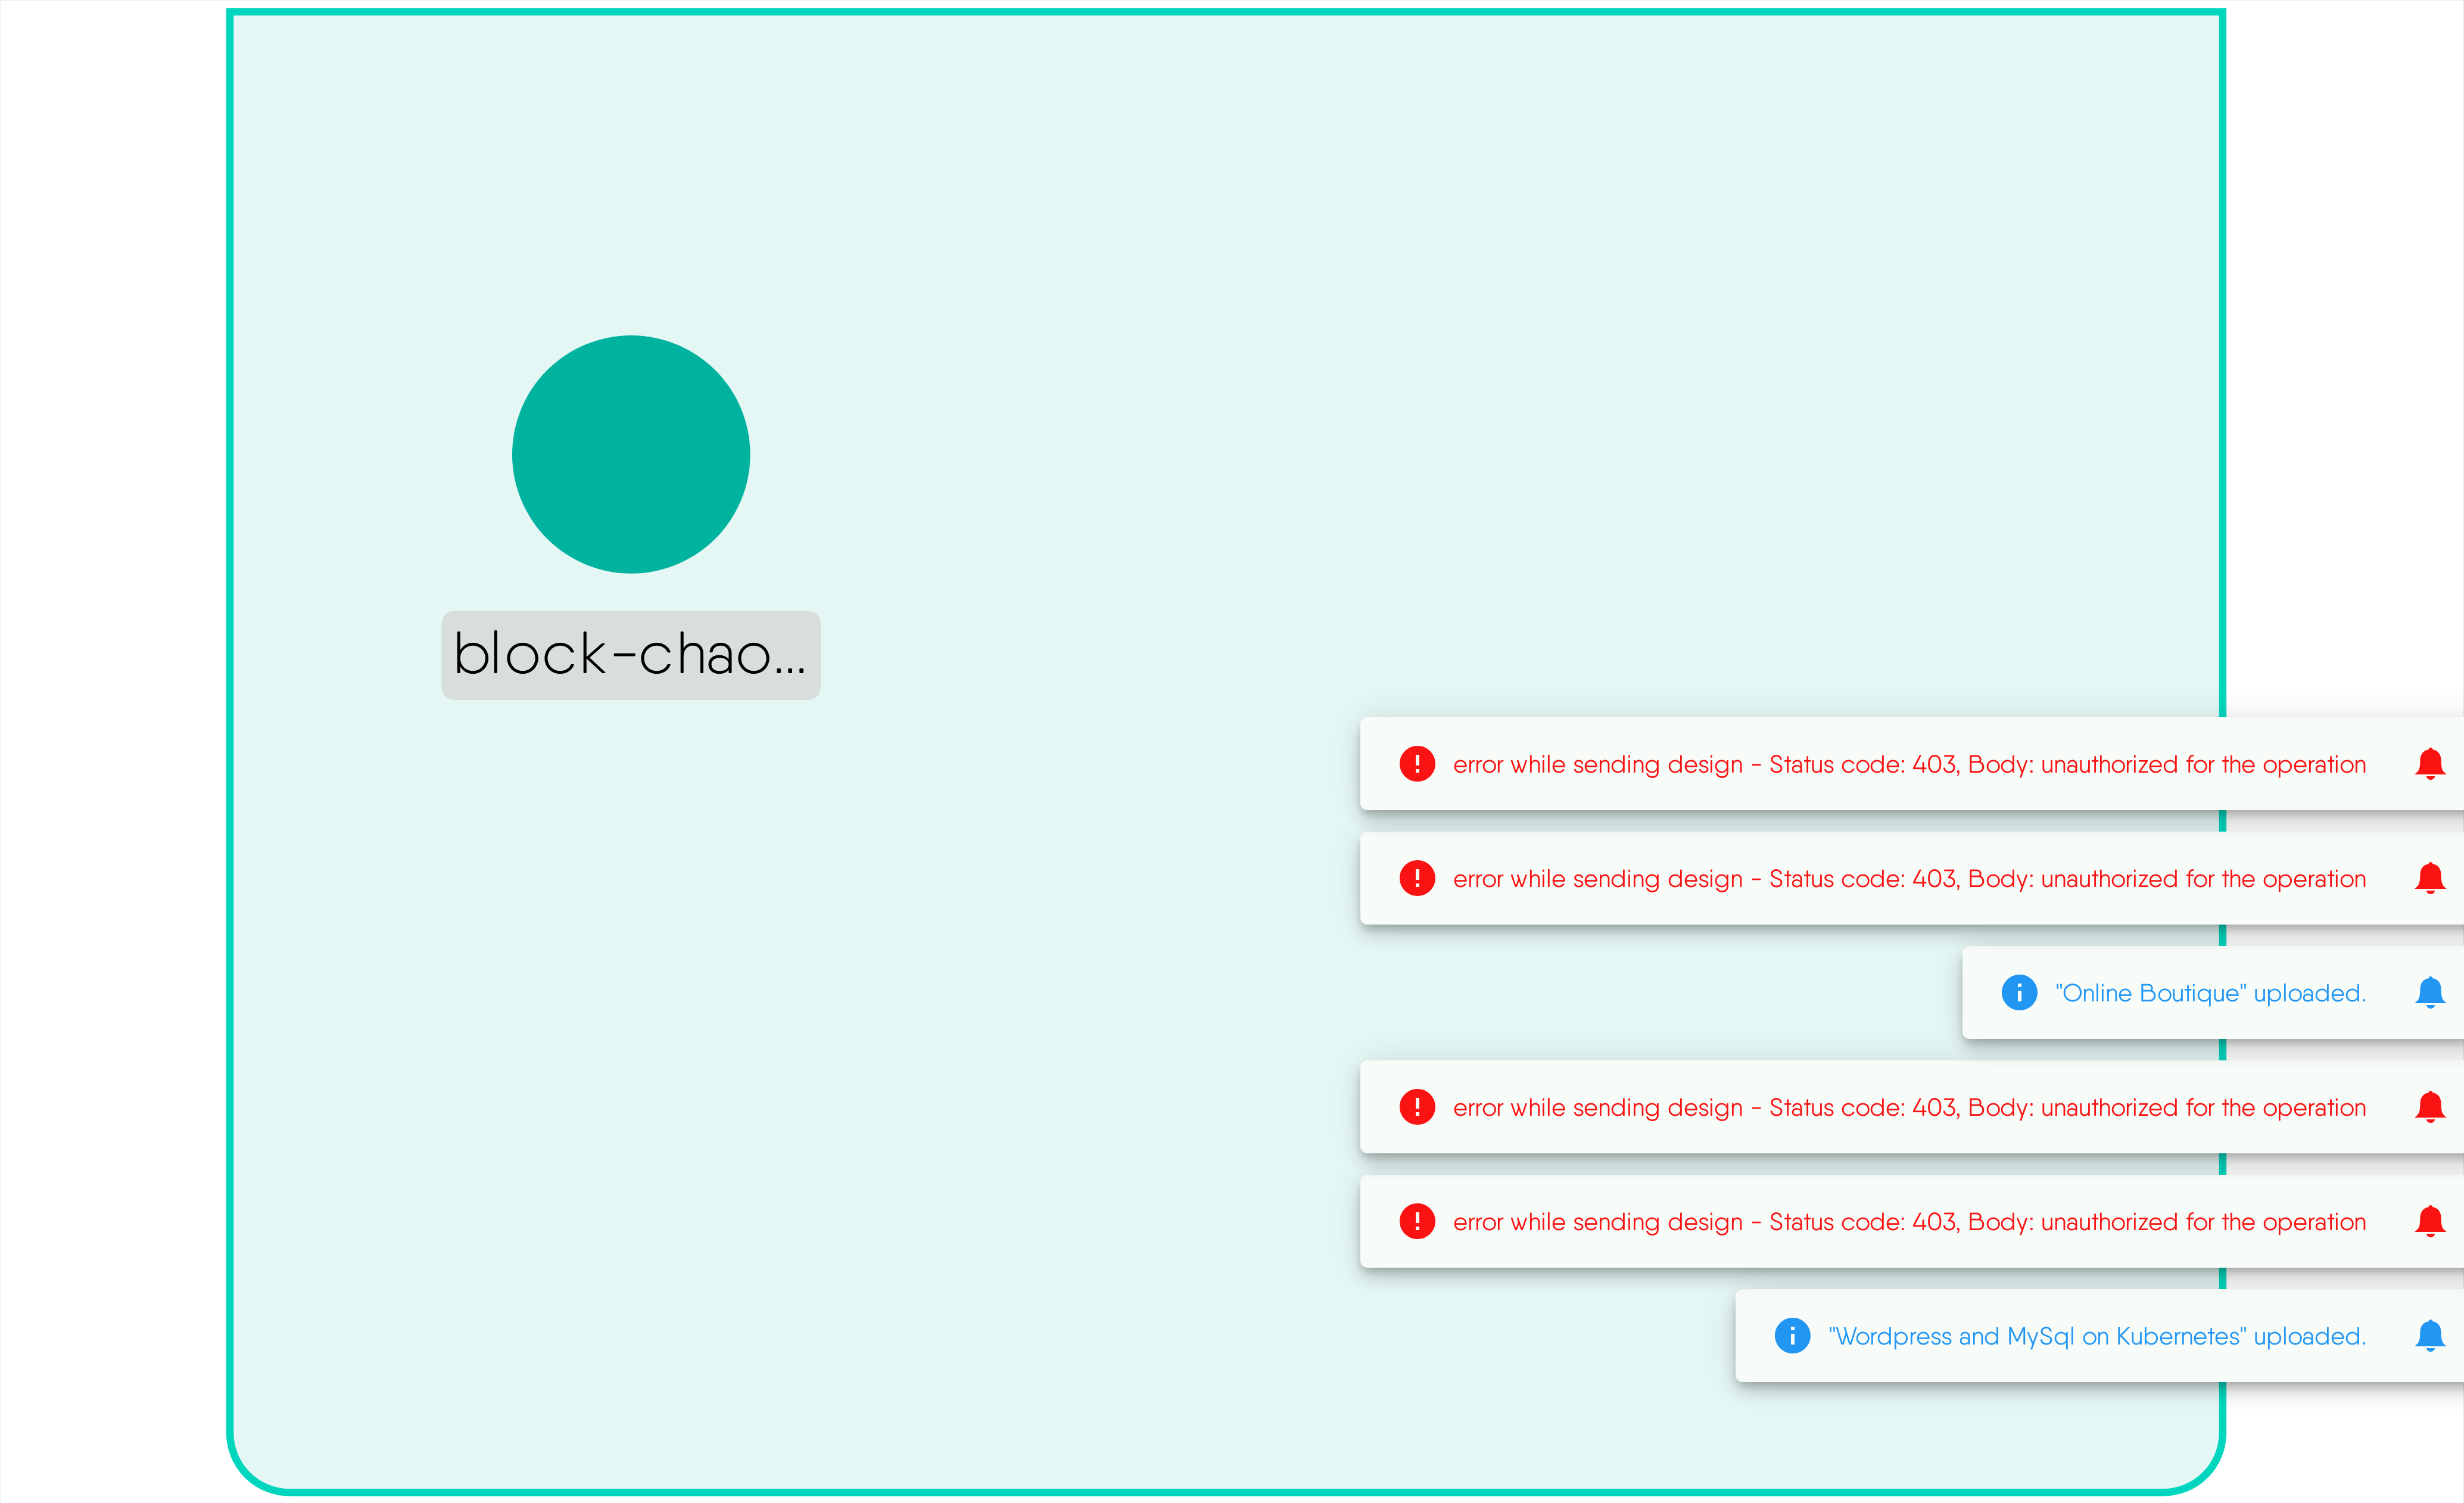 block-chao...
error while sending design - Status code: 403, Body: unauthorized for the operation
error while sending design - Status code: 403, Body: unauthorized for the operation
"Online Boutique" uploaded.
error while sending design - Status code: 403, Body: unauthorized for the operation
error while sending design - Status code: 403, Body: unauthorized for the operation
"Wordpress and MySql on Kubernetes" uploaded.